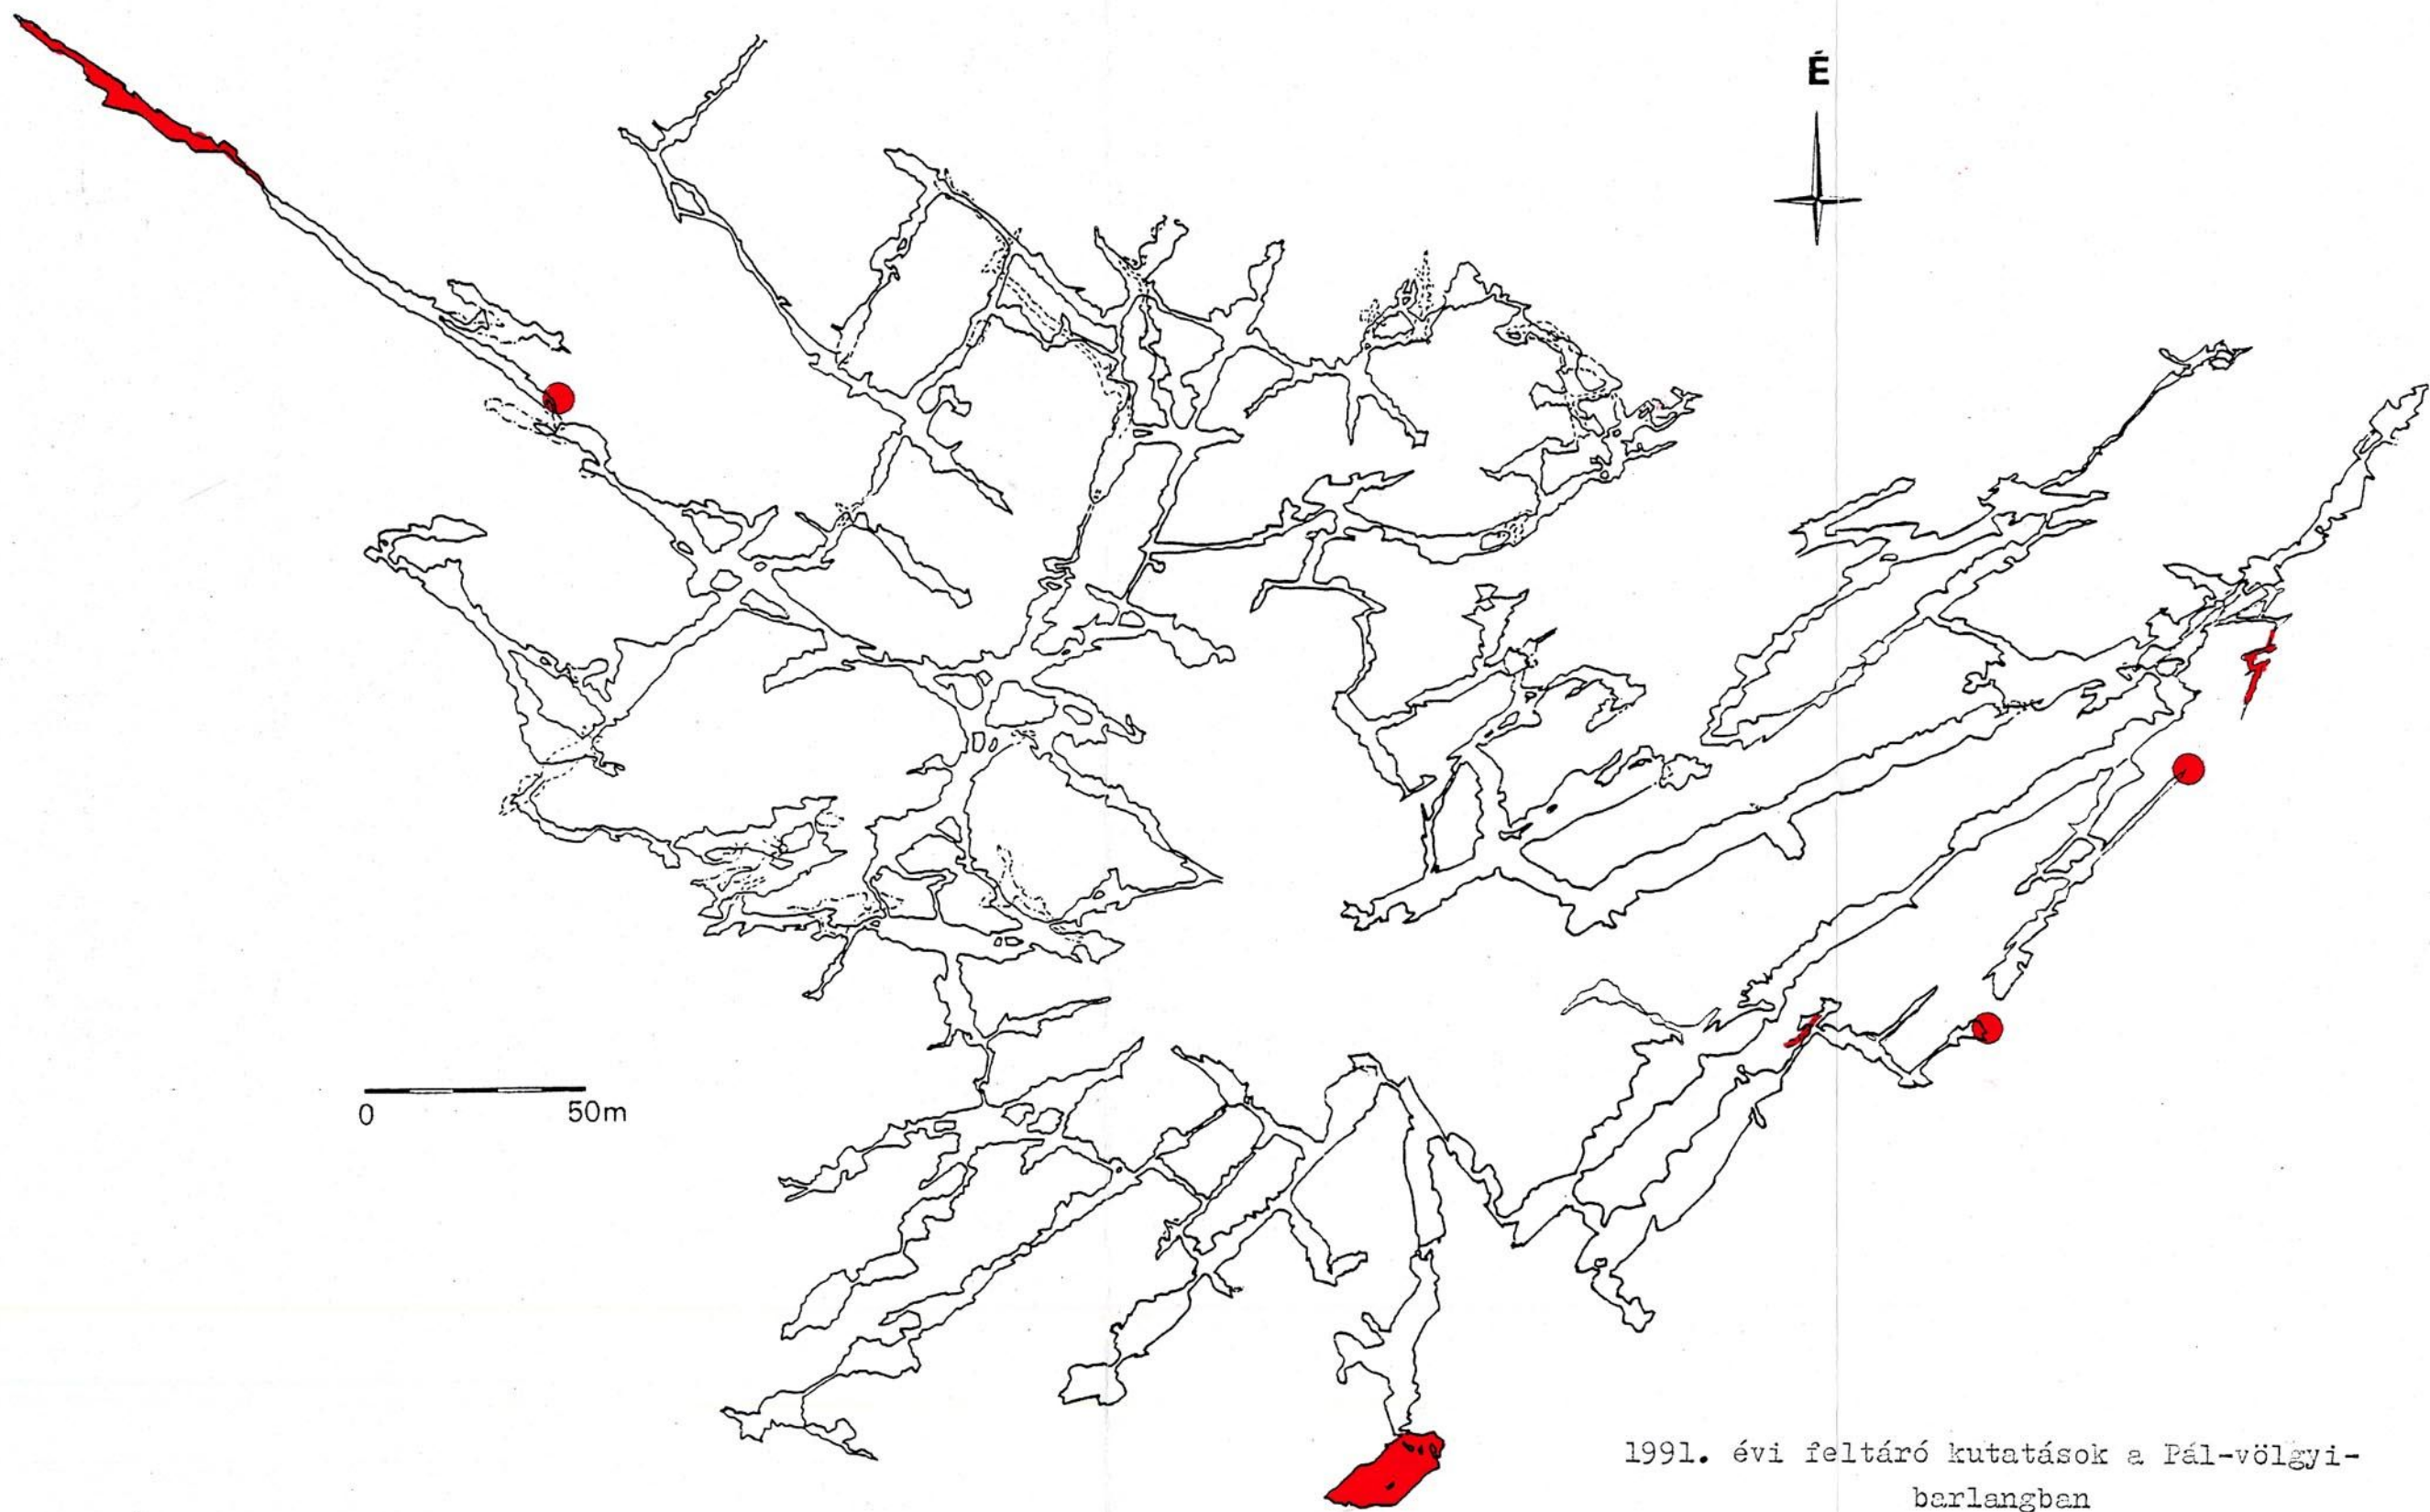 É
0 50m
1991. évi feltáró kutatások a Pál-völgyi-
barlangban